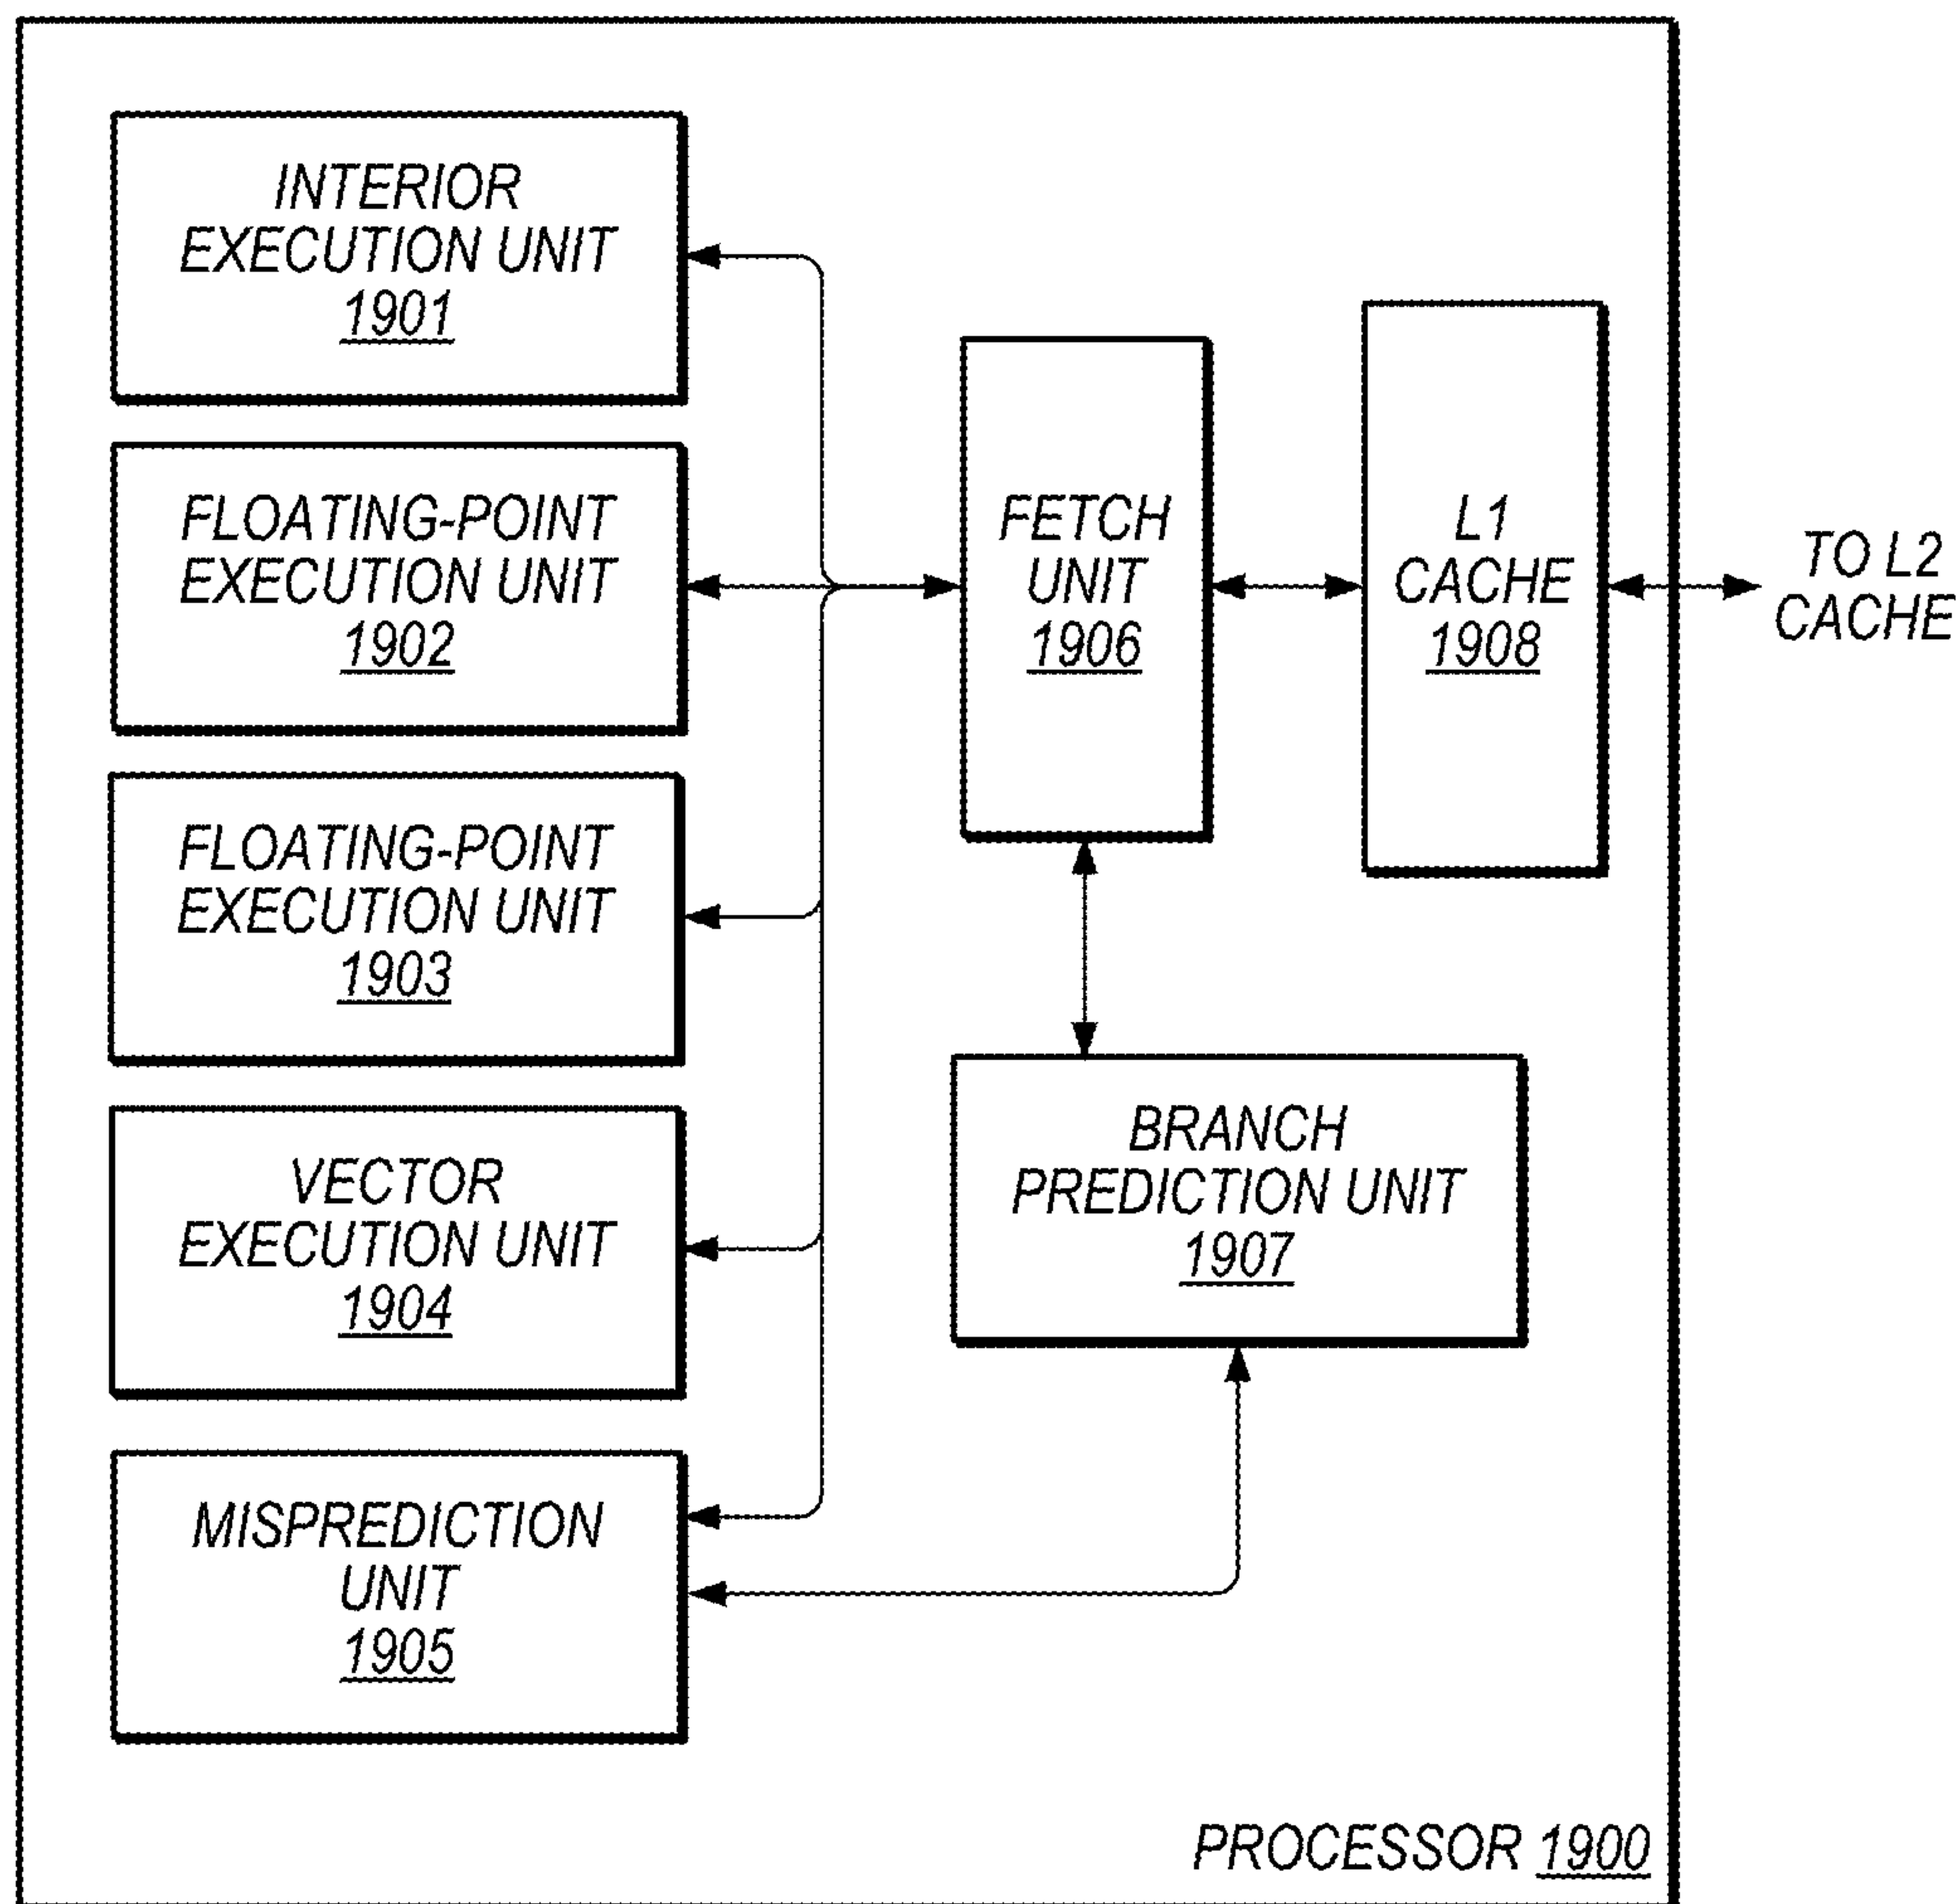 INTERIOR
EXECUTION UNIT
1901
FLOATING-POINT
EXECUTION UNIT
1902
FLOATING-POINT
EXECUTION UNIT
1903
VECTOR
EXECUTION UNIT
1904
MISPREDICTION
UNIT
1905
FETCH
UNIT
1906
L1
CACHE
1908
TO L2
CACHE
BRANCH
PREDICTION UNIT
1907
PROCESSOR 1900